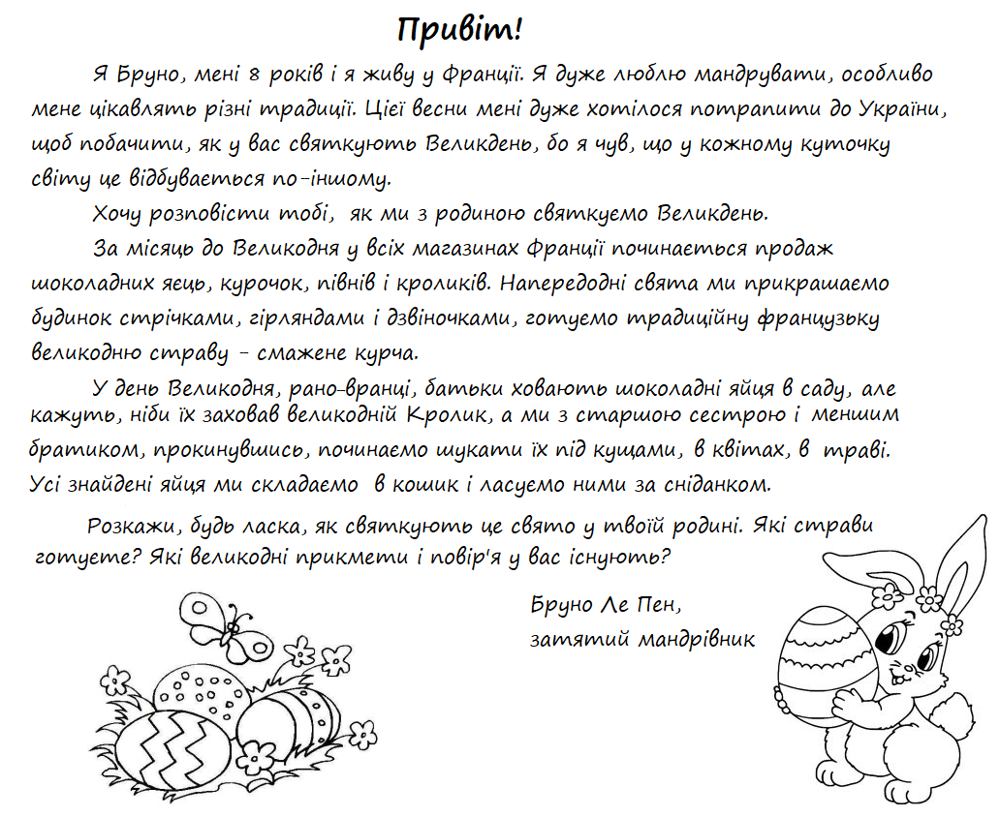 Привіт!
Я Бруно, мені 8 років і я живу у Франції. Я дуже люблю мандрувати, особливо
мене цікавлять різні традиції. Цієї весни мені дуже хотілося потрапити до України,
щоб побачити, як у вас святкують Великдень, бо я чув, що у кожному куточку
світу це відбувається по-іншому.
Хочу розповісти тобі, як ми з родиною святкуємо Великдень.
За місяць до Великодня у всіх магазинах Франції починається продаж
шоколадних яєць, курочок, півнів і кроликів. Напередодні свята ми прикрашаємо
будинок стрічками, гірляндами і дзвіночками, готуємо традиційну французьку
великодню страву - смажене курча.
У день Великодня, рано-вранці, батьки ховають шоколадні яйця в саду, але
кажуть, ніби їх заховав великодній Кролик, а ми з старшою сестрою і меншим
братиком, прокинувшись, починаємо шукати їх під кущами, в квітах, в траві.
Усі знайдені яйця ми складаємо в кошик і ласуємо ними за сніданком.
Розкажи, будь ласка, як святкують це свято у твоїй родині. Які страви
готуєте? Які великодні прикмети і повір'я у вас існують?
Бруно Ле Пен,
затятий мандрівник